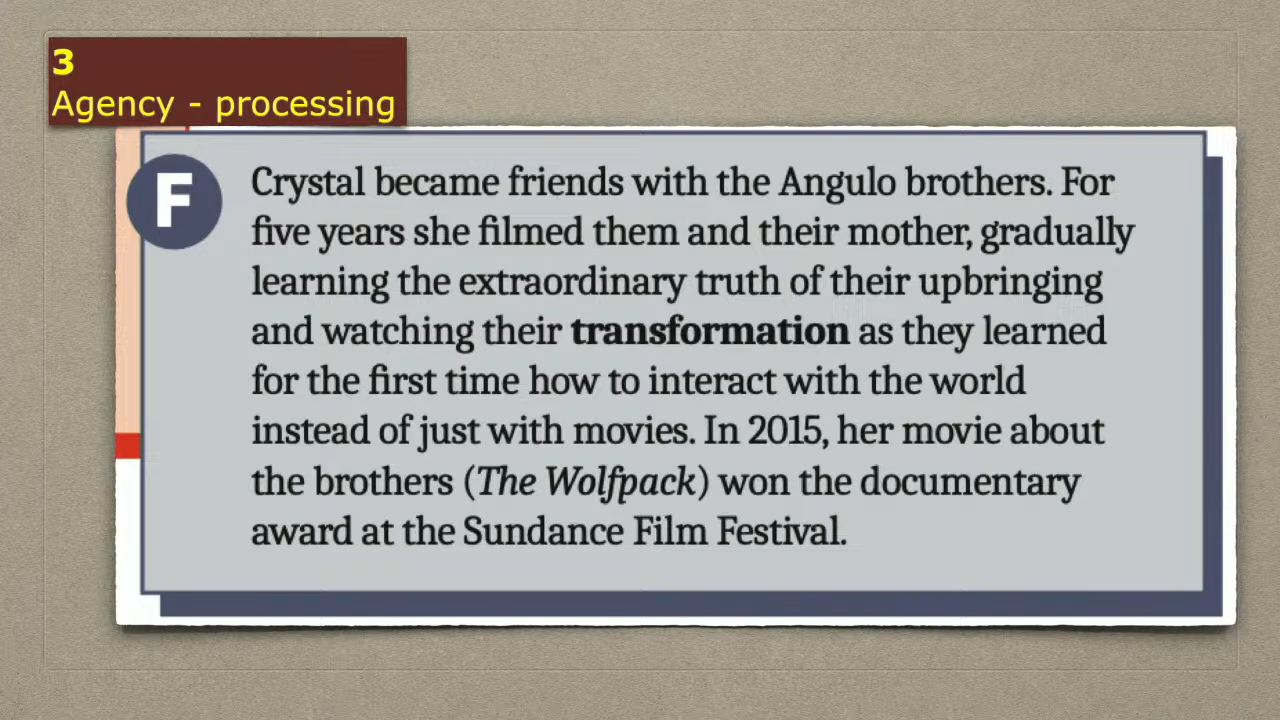 3
Agency - processing
F
Crystal became friends with the Angulo brothers. For
five years she filmed them and their mother, gradually
learning the extraordinary truth of their upbringing
and watching their transformation as they learned
for the first time how to interact with the world
instead of just with movies. In 2015, her movie about
the brothers (The Wolfpack) won the documentary
award at the Sundance Film Festival.